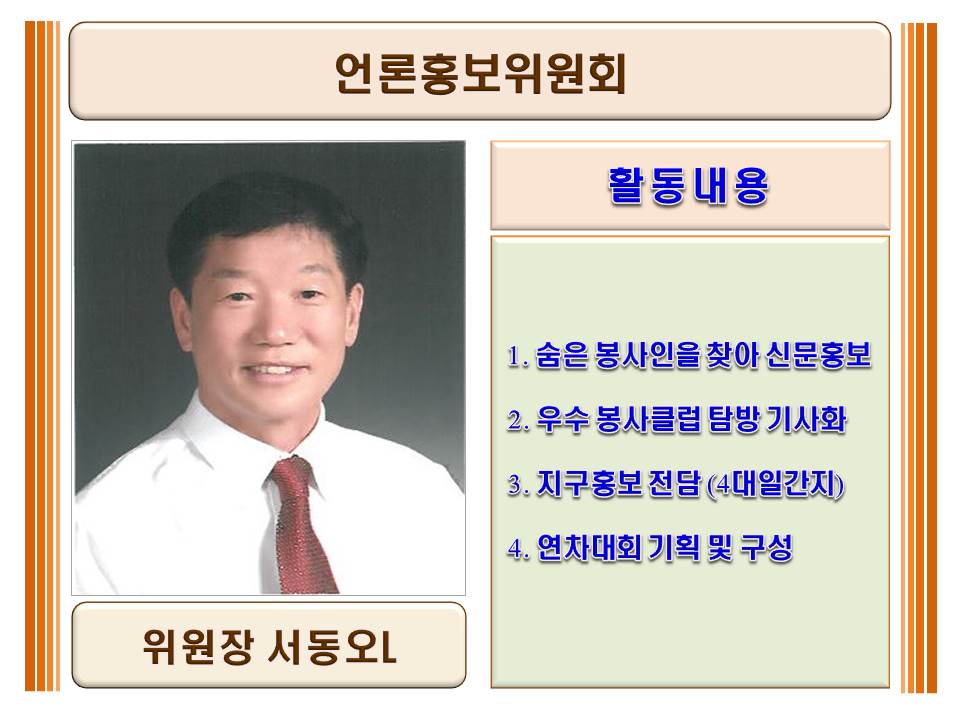 언론홍보위원회
활동내용
1. 숨은 봉사인을 찾아 신문홍보
2. 우수 봉사클럽 탐방 기사화
3. 지구홍보 전담 (4대일간지)
4. 연차대회 기획 및 구성
위원장 서동오L